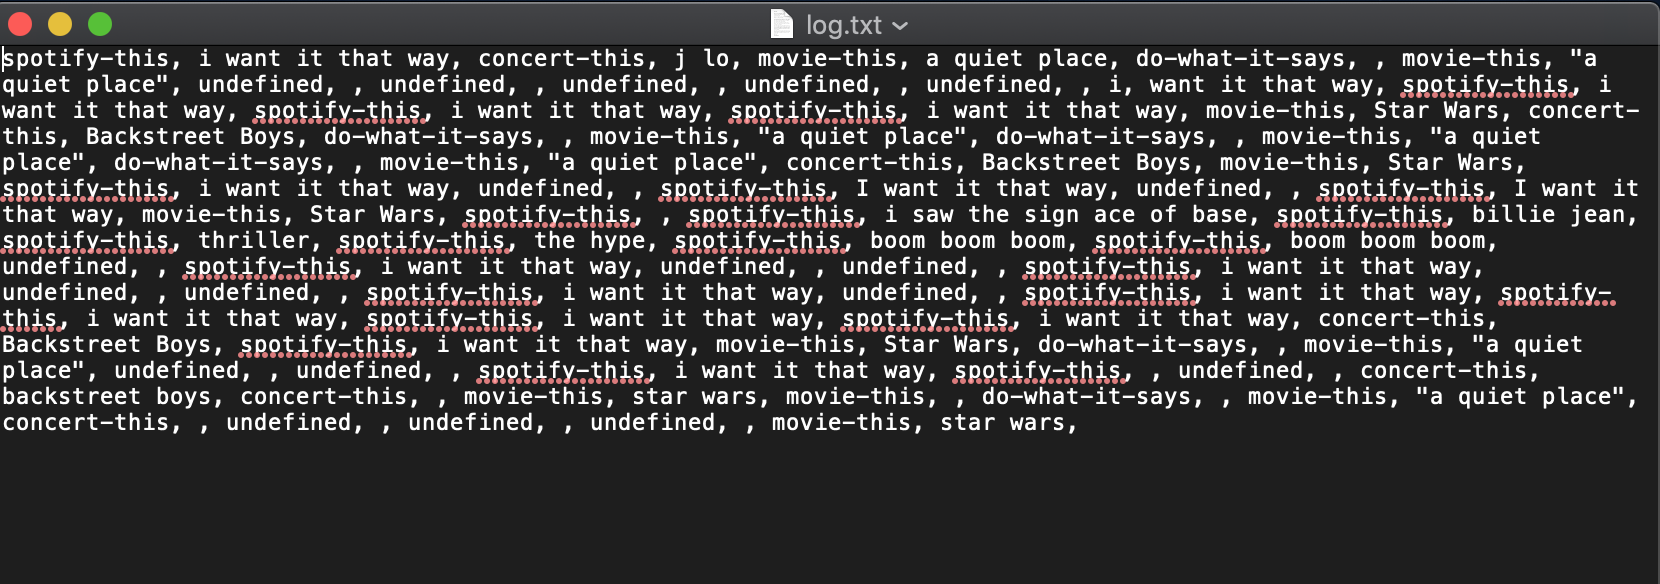 log.txt
spotify-this, i want it that way, concert-this, j lo, movie-this, a quiet place, do-what-it-says, , movie-this, "a
quiet place", undefined, , undefined, , undefined, , undefined, , undefined, , i, want it that way, spotify-this, i
want it that way, spotify-this, i want it that way, spotify-this, i want it that way, movie-this, Star Wars, concert-
this, Backstreet Boys, do-what-it-says, , movie-this, "a quiet place", do-what-it-says, , movie-this, "a quiet
place", do-what-it-says, , movie-this, "a quiet place", concert-this, Backstreet Boys, movie-this, Star Wars,
spotify-this, i want it that way, undefined, , spotify-this, I want it that way, undefined, , spotify-this, I want it
that way, movie-this, Star Wars, spotify-this, , spotify-this, i saw the sign ace of base, spotify-this, billie jean,
spotify-this, thriller, spotify-this, the hype, spotify-this, boom boom boom, spotify-this, boom boom boom,
undefined, , spotify-this, i want it that way, undefined, , undefined, , spotify-this, i want it that way,
undefined, , undefined, , spotify-this, i want it that way, undefined, , spotify-this, i want it that way, spotify-
this, i want it that way, spotify-this, i want it that way, spotify-this, i want it that way, concert-this,
Backstreet Boys, spotify-this, i want it that way, movie-this, Star Wars, do-what-it-says, , movie-this, "a quiet
place", undefined, , undefined, , spotify-this, i want it that way, spotify-this, , undefined, , concert-this,
backstreet boys, concert-this, , movie-this, star wars, movie-this, , do-what-it-says, , movie-this, "a quiet place",
concert-this, , undefined, , undefined, , undefined, , movie-this, star wars,